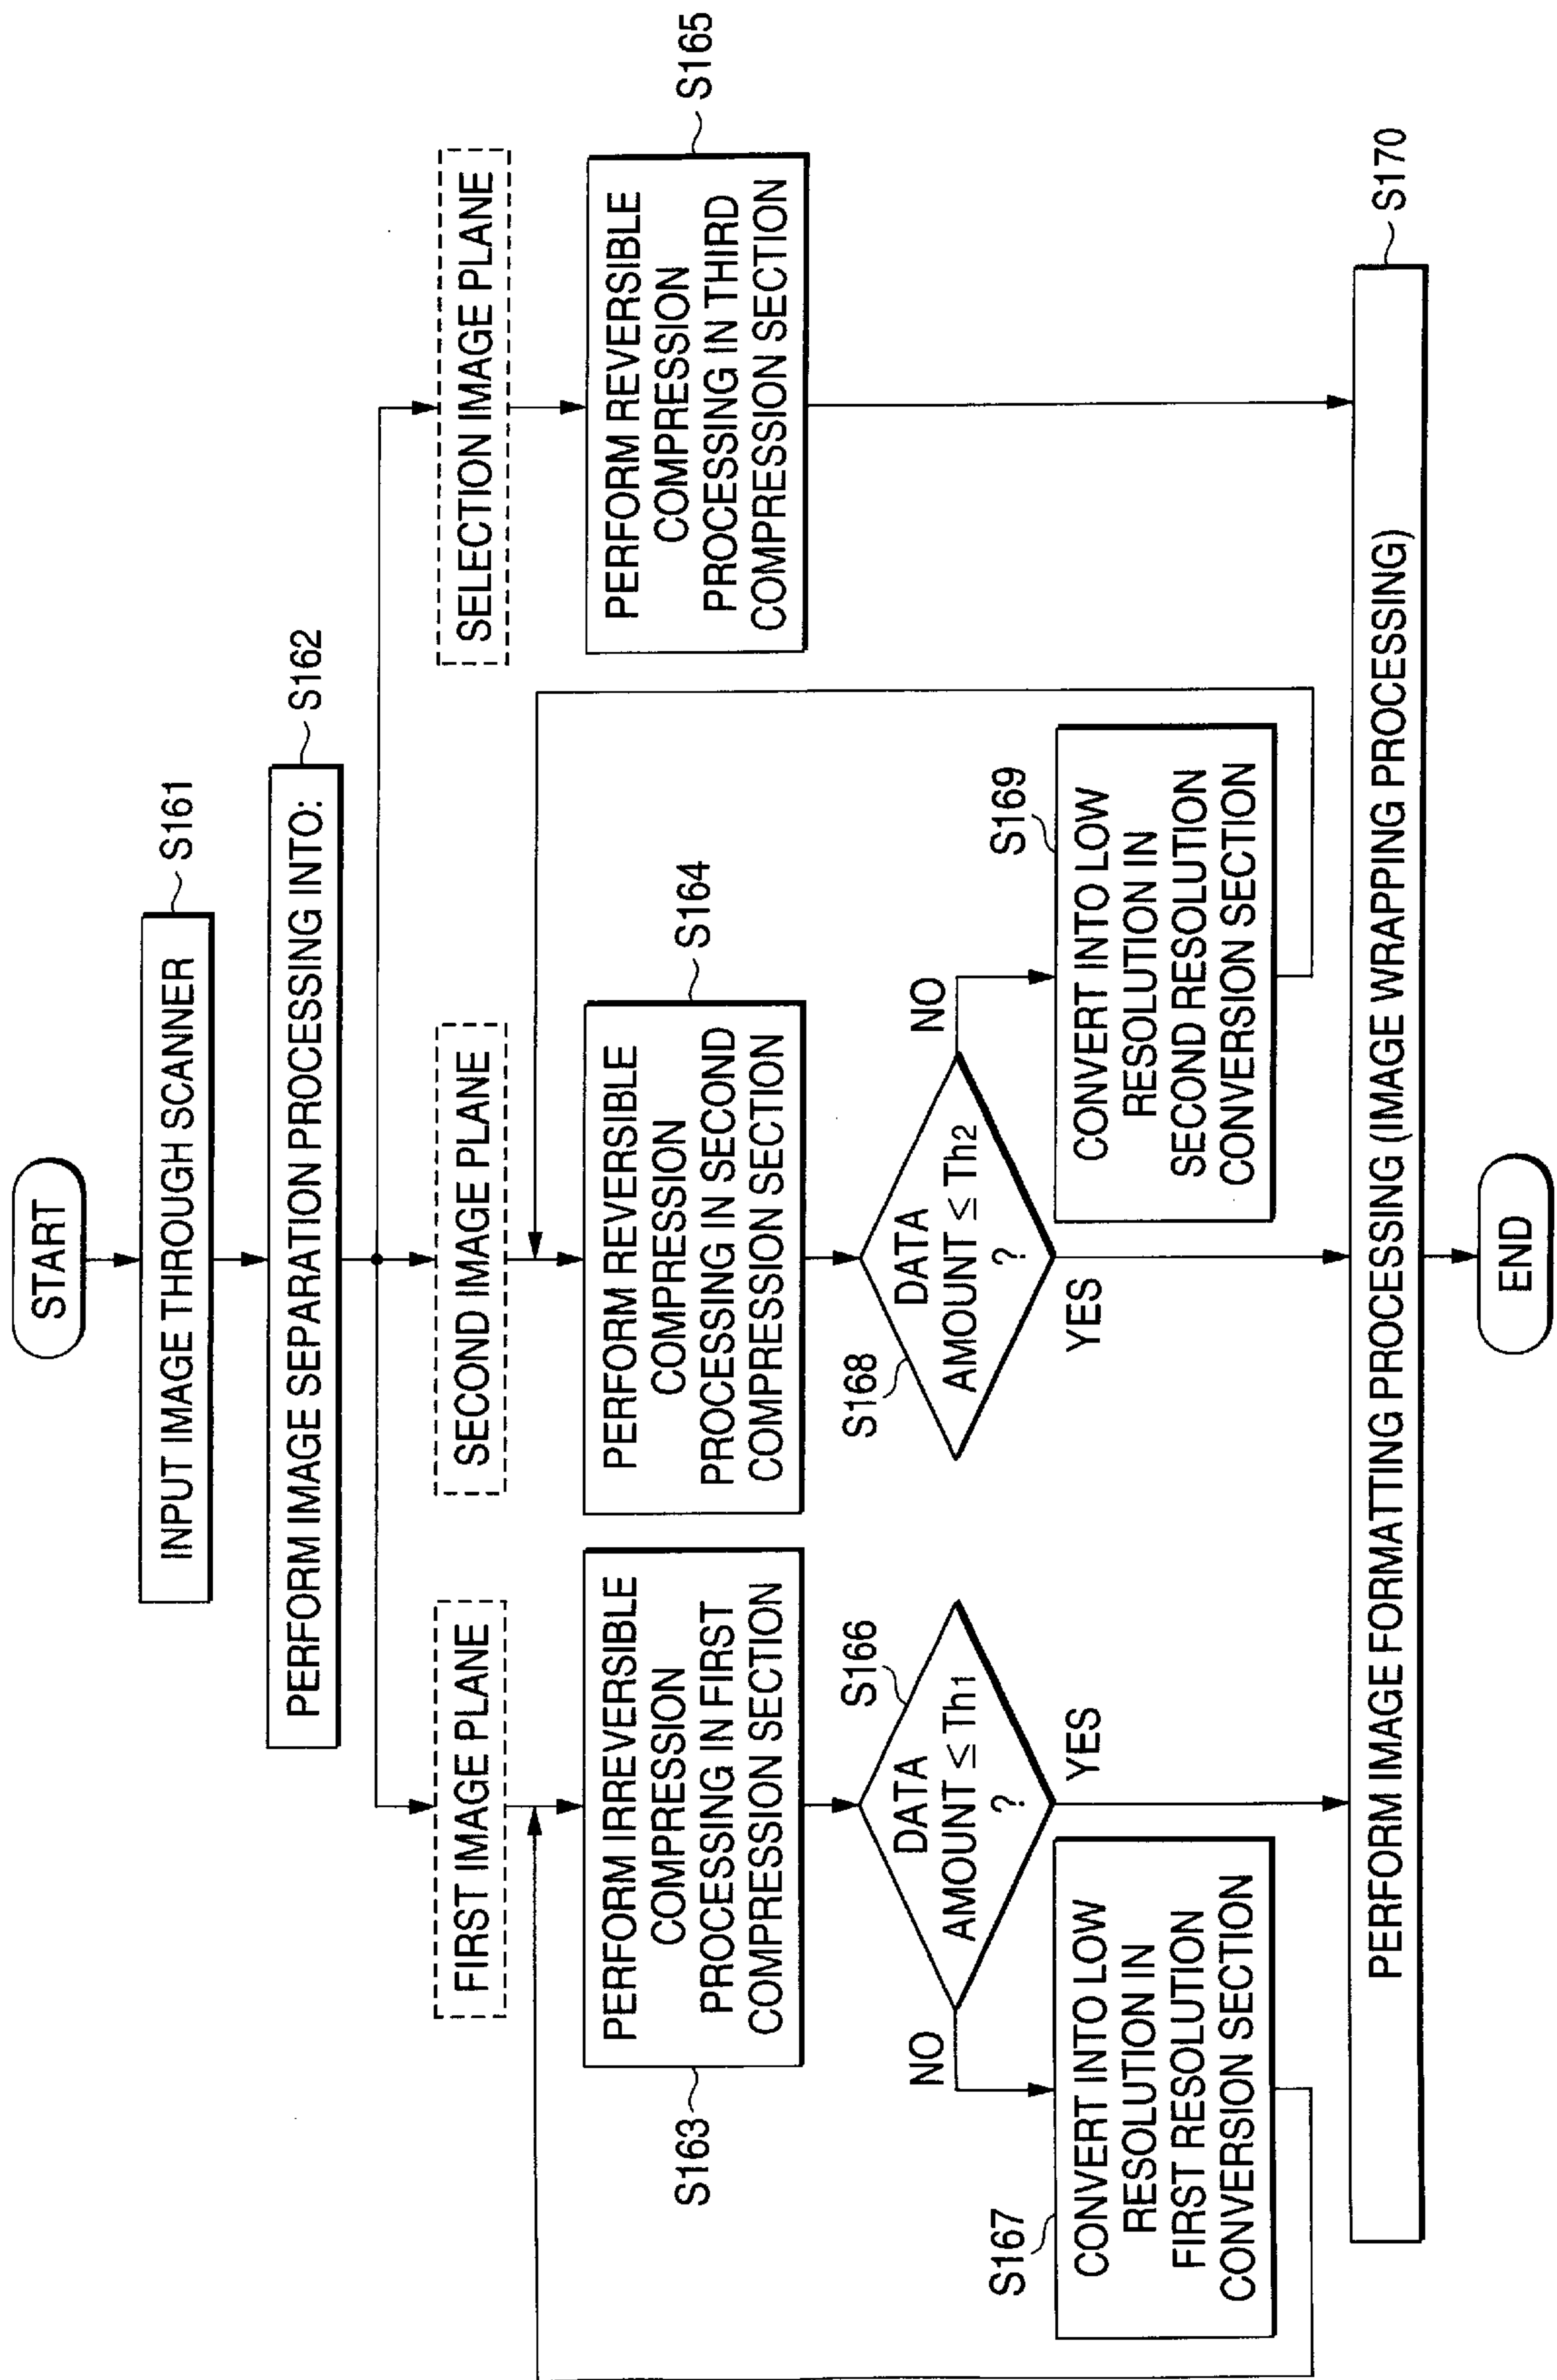 START
INPUT IMAGE THROUGH SCANNER
S161
PERFORM IMAGE SEPARATION PROCESSING INTO:
S162
FIRST IMAGE PLANE
SECOND IMAGE PLANE
SELECTION IMAGE PLANE
S163
PERFORM IRREVERSIBLE
COMPRESSION
PROCESSING IN FIRST
COMPRESSION SECTION
PERFORM REVERSIBLE
COMPRESSION
PROCESSING IN SECOND
COMPRESSION SECTION
S164
PERFORM REVERSIBLE
COMPRESSION
PROCESSING IN THIRD
COMPRESSION SECTION
S165
S166
DATA
AMOUNT ≤ Th1
?
NO
YES
S167
CONVERT INTO LOW
RESOLUTION IN
FIRST RESOLUTION
CONVERSION SECTION
S168
DATA
AMOUNT ≤ Th2
?
NO
YES
S169
CONVERT INTO LOW
RESOLUTION IN
SECOND RESOLUTION
CONVERSION SECTION
PERFORM IMAGE FORMATTING PROCESSING (IMAGE WRAPPING PROCESSING)
S170
END